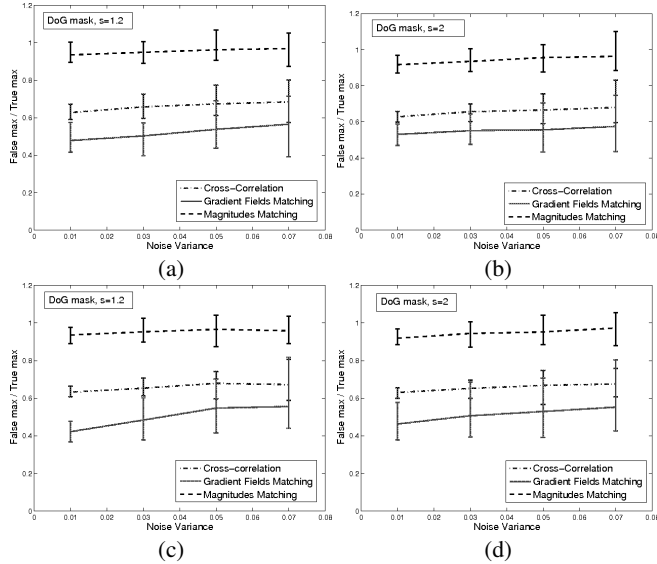 DoG mask, s=1.2
False max / True max
1.2
1
0.8
0.6
0.4
0.2
0
Cross-Correlation
Gradient Fields Matching
Magnitudes Matching
0 0.01 0.02 0.03 0.04 0.05 0.06 0.07 0.08
Noise Variance
(a)
DoG mask, s=2
False max / True max
1.2
1
0.8
0.6
0.4
0.2
0
Cross-Correlation
Gradient Fields Matching
Magnitudes Matching
0 0.01 0.02 0.03 0.04 0.05 0.06 0.07 0.08
Noise Variance
(b)
DoG mask, s=1.2
False max / True max
1.2
1
0.8
0.6
0.4
0.2
0
Cross-correlation
Gradient Fields Matching
Magnitudes Matching
0 0.01 0.02 0.03 0.04 0.05 0.06 0.07 0.08
Noise Variance
(c)
DoG mask, s=2
False max / True max
1.2
1
0.8
0.6
0.4
0.2
0
Cross-Correlation
Gradient Fields Matching
Magnitudes Matching
0 0.01 0.02 0.03 0.04 0.05 0.06 0.07 0.08
Noise Variance
(d)